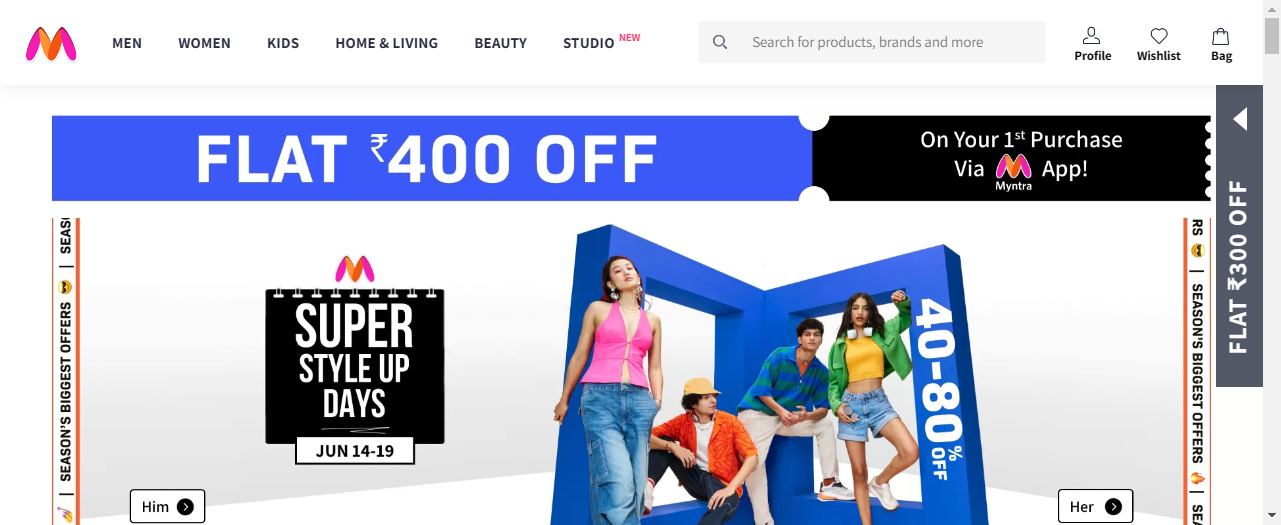 MEN WOMEN KIDS HOME & LIVING BEAUTY STUDIO NEW
Search for products, brands and more
Profile Wishlist Bag
FLAT ₹400 OFF
On Your 1st Purchase
Via App!
Myntra
FLAT ₹300 OFF
SEASON'S BIGGEST OFFERS |
SUPER
STYLE UP
DAYS
JUN 14-19
40-80% OFF
RS | SEASON'S BIGGEST OFFERS |
Him
Her